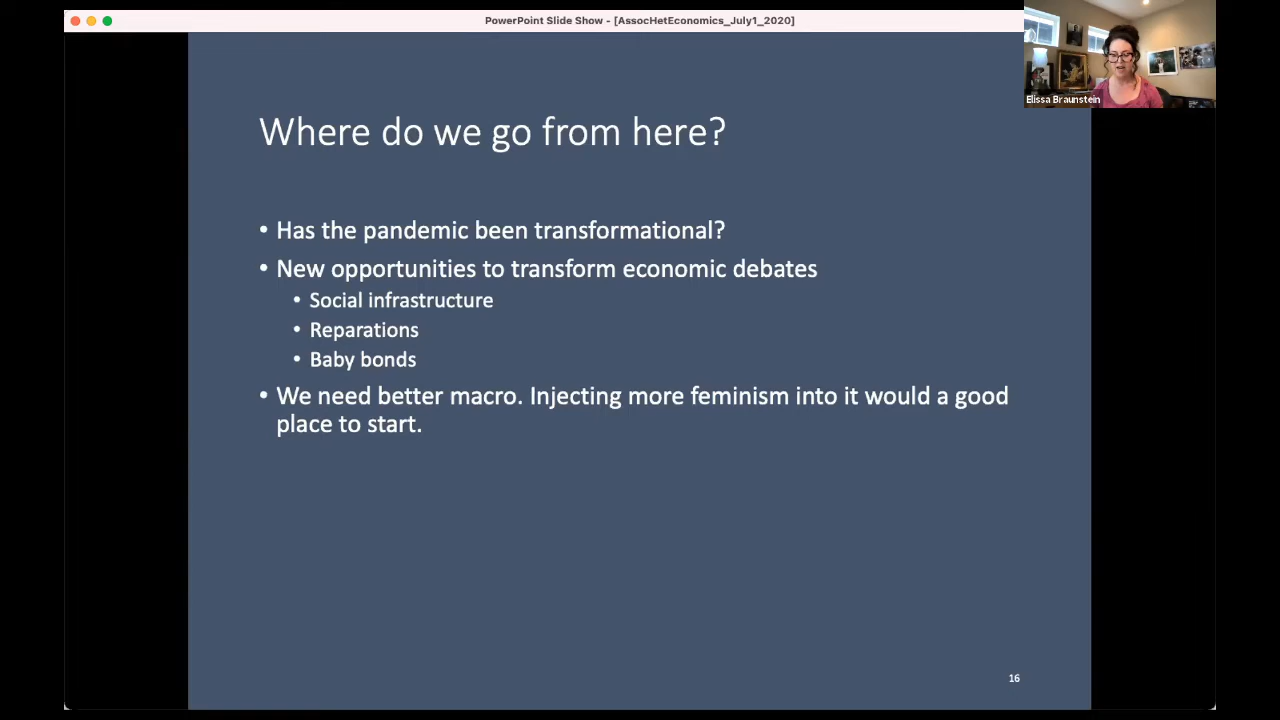 PowerPoint Slide Show - [AssocHetEconomics_July1_2020]
Elissa Braunstein
Where do we go from here?
• Has the pandemic been transformational?
• New opportunities to transform economic debates
• Social infrastructure
• Reparations
• Baby bonds
• We need better macro. Injecting more feminism into it would a good
place to start.
16